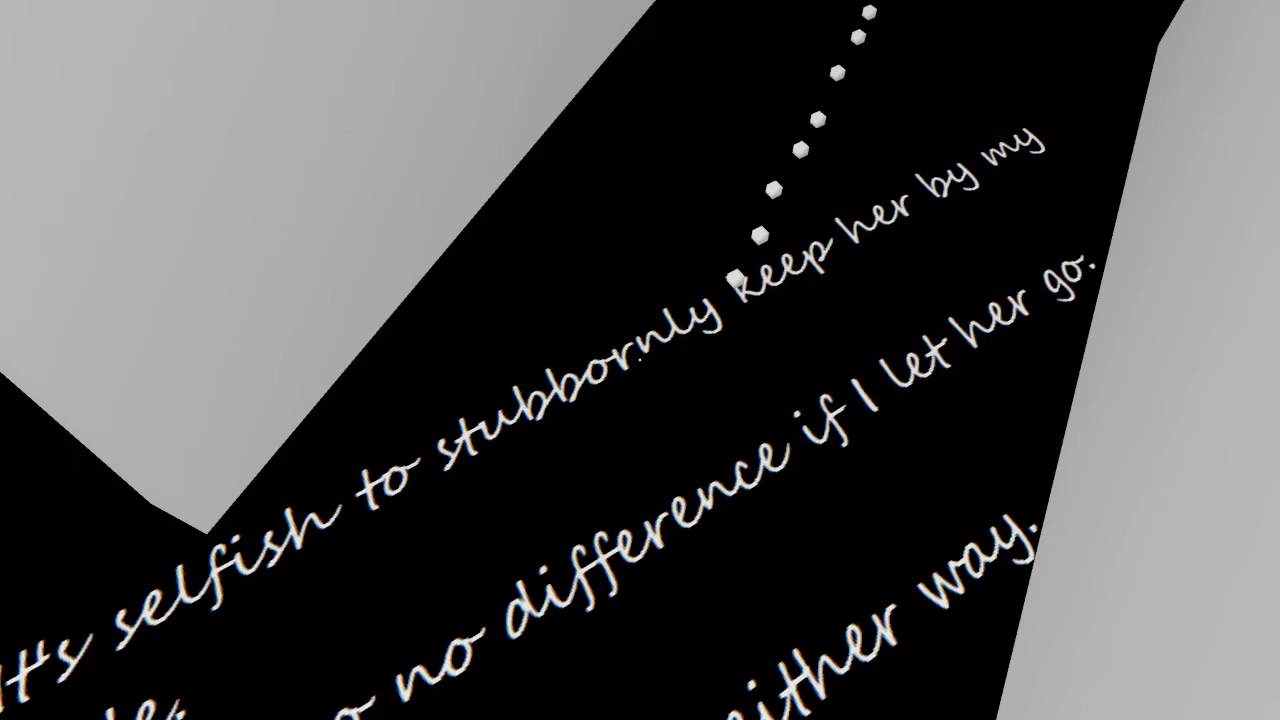 It's selfish to stubbornly keep her by my
no difference if I let her go.
either way.